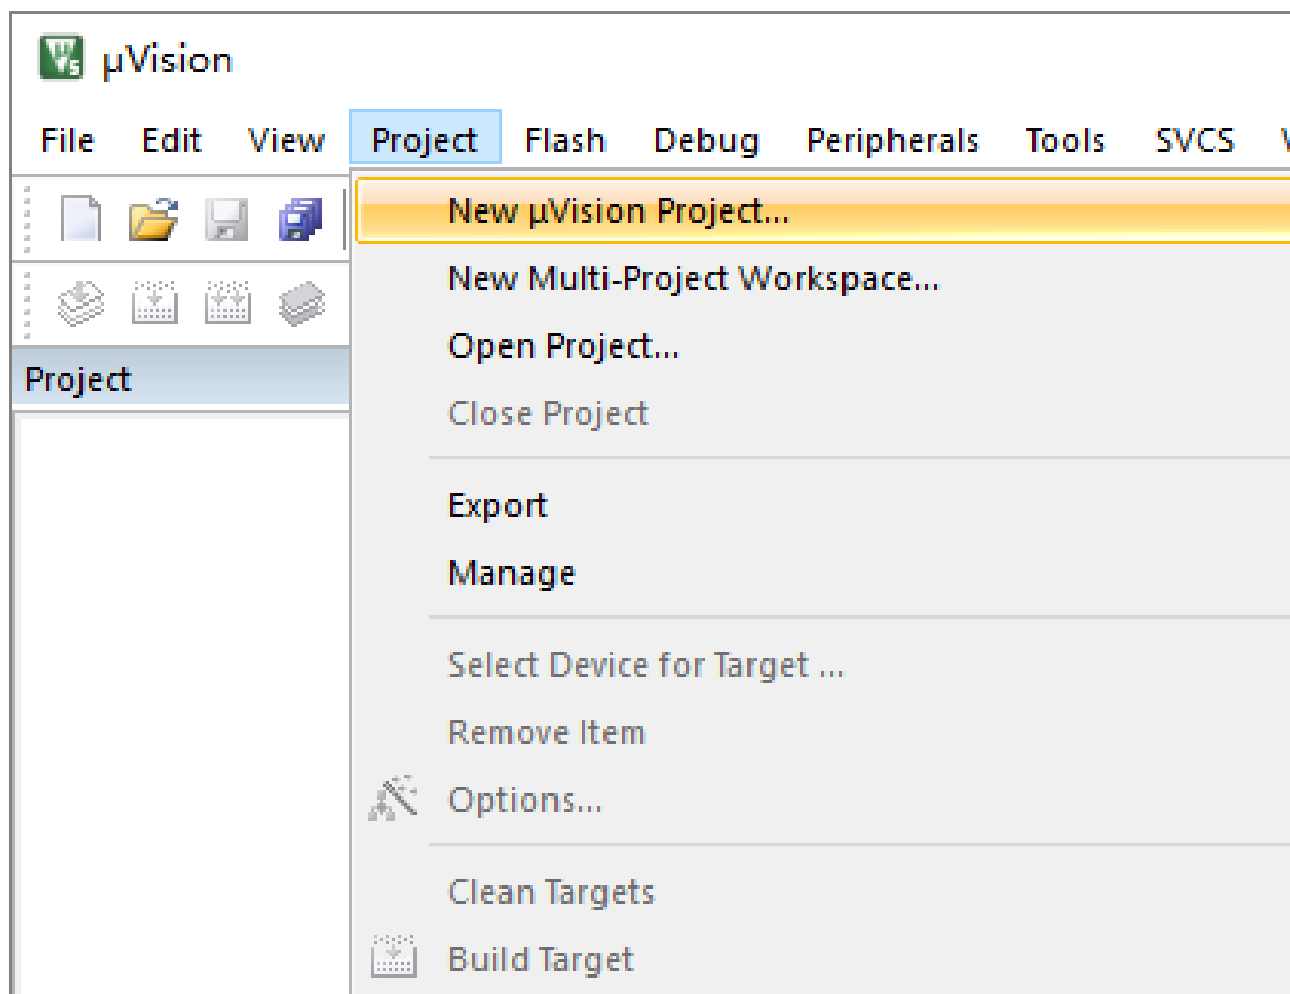 µVision
File Edit View Project Flash Debug Peripherals Tools SVCS
New µVision Project...
New Multi-Project Workspace...
Open Project...
Project
Close Project
Export
Manage
Select Device for Target ...
Remove Item
Options...
Clean Targets
Build Target